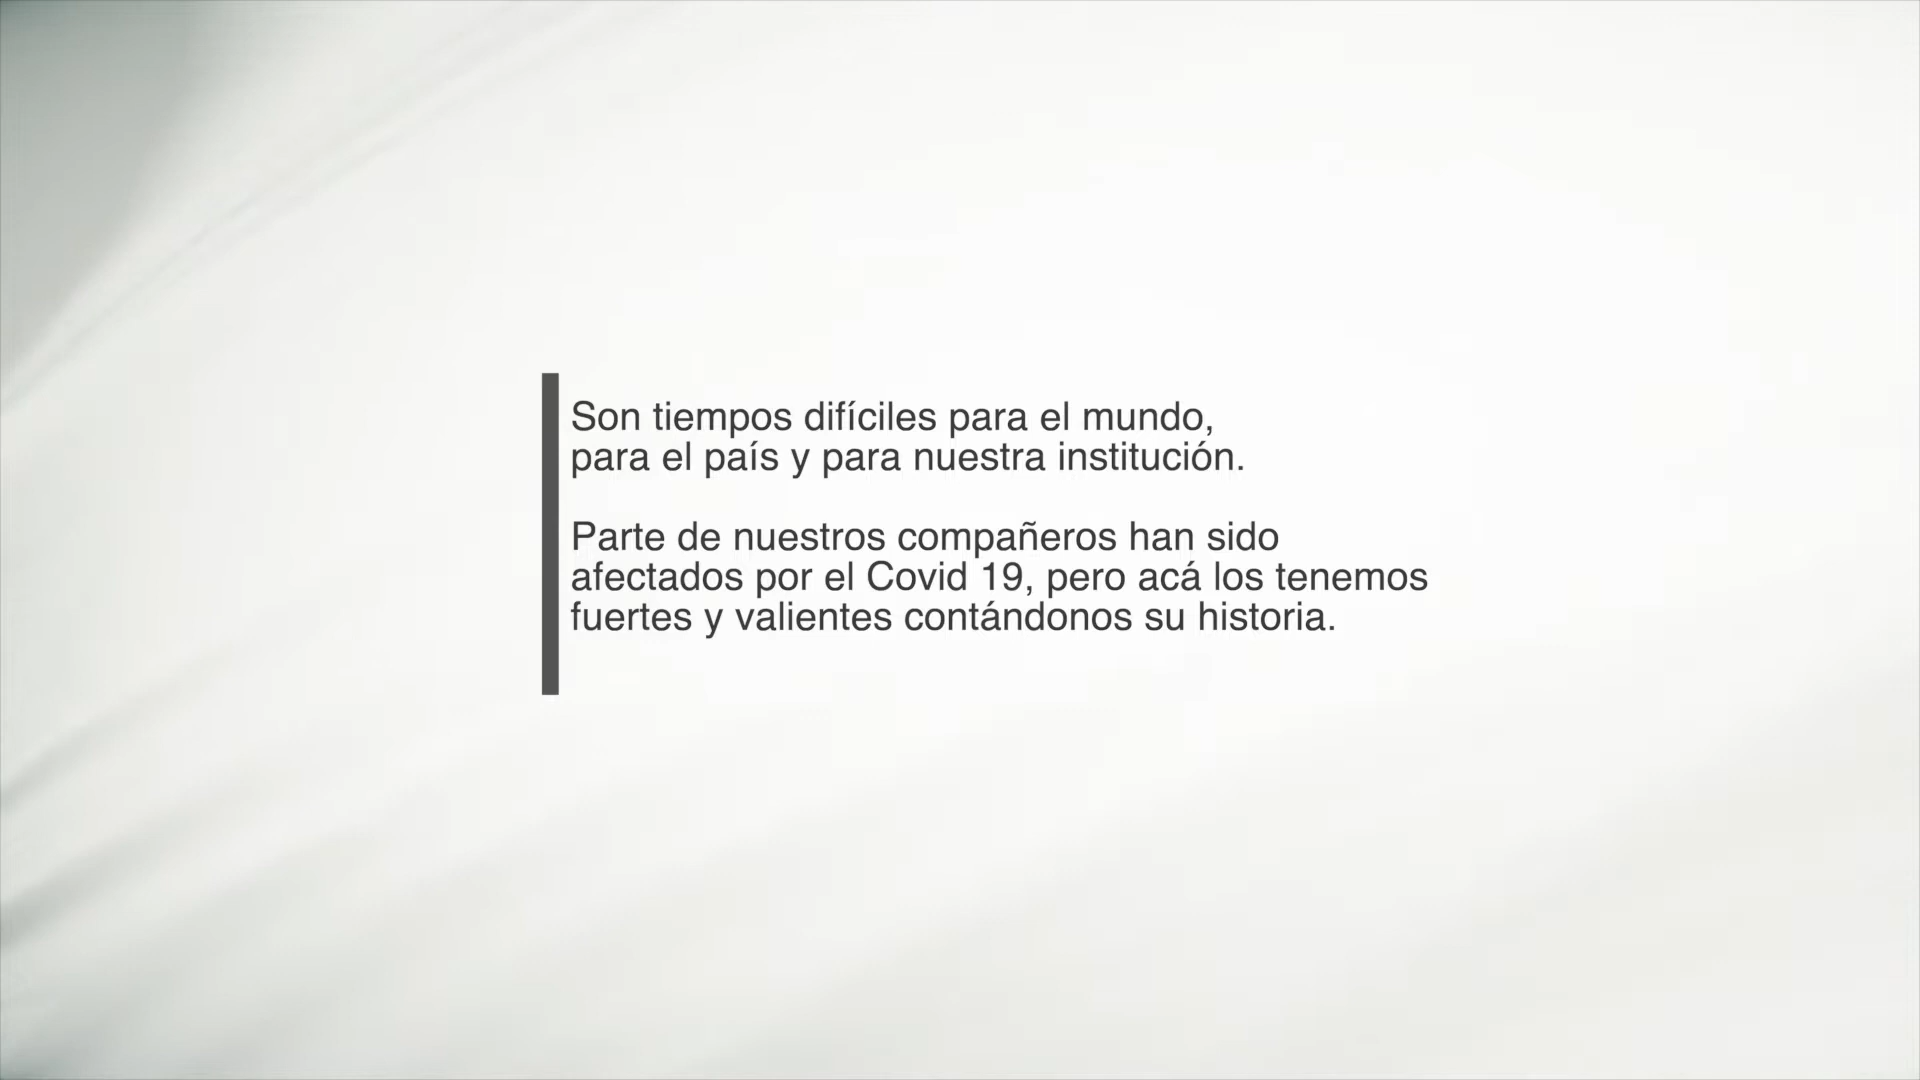 Son tiempos difíciles para el mundo,
para el país y para nuestra institución.
Parte de nuestros compañeros han sido
afectados por el Covid 19, pero acá los tenemos
fuertes y valientes contándonos su historia.